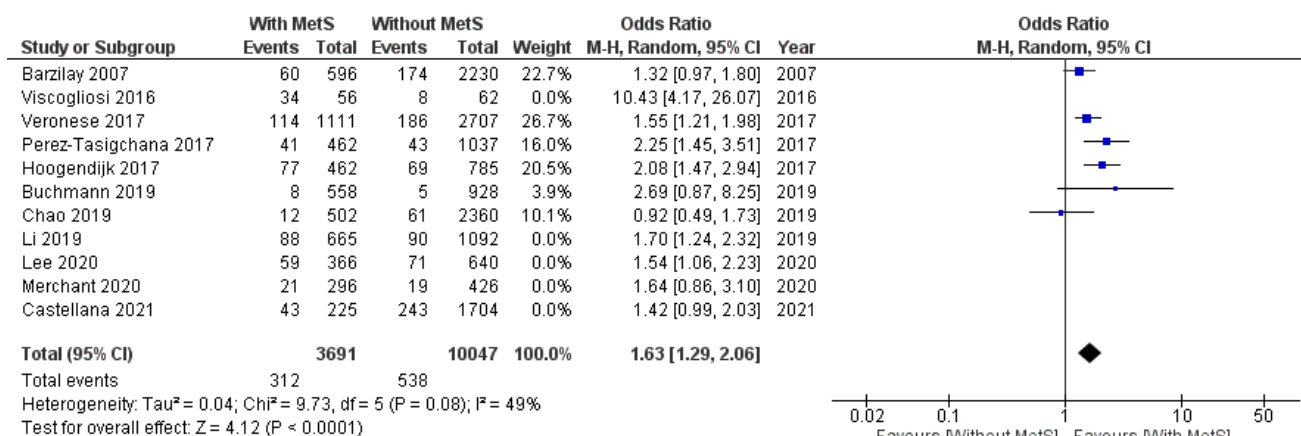 With MetS Without MetS Odds Ratio Odds Ratio
Study or Subgroup Events Total Events Total Weight M-H, Random, 95% CI Year M-H, Random, 95% CI
Barzilay 2007 60 596 174 2230 22.7% 1.32 [0.97, 1.80] 2007
Viscogliosi 2016 34 56 8 62 0.0% 10.43 [4.17, 26.07] 2016
Veronese 2017 114 1111 186 2707 26.7% 1.55 [1.21, 1.98] 2017
Perez-Tasigchana 2017 41 462 43 1037 16.0% 2.25 [1.45, 3.51] 2017
Hoogendijk 2017 77 462 69 785 20.5% 2.08 [1.47, 2.94] 2017
Buchmann 2019 8 558 5 928 3.9% 2.69 [0.87, 8.25] 2019
Chao 2019 12 502 61 2360 10.1% 0.92 [0.49, 1.73] 2019
Li 2019 88 665 90 1092 0.0% 1.70 [1.24, 2.32] 2019
Lee 2020 59 366 71 640 0.0% 1.54 [1.06, 2.23] 2020
Merchant 2020 21 296 19 426 0.0% 1.64 [0.86, 3.10] 2020
Castellana 2021 43 225 243 1704 0.0% 1.42 [0.99, 2.03] 2021
Total (95% CI) 3691 10047 100.0% 1.63 [1.29, 2.06]
Total events 312 538
Heterogeneity: Tau² = 0.04; Chi² = 9.73, df = 5 (P = 0.08); I² = 49%
Test for overall effect: Z = 4.12 (P < 0.0001)
0.02 0.1 1 10 50
Favours [Without MetS] Favours [With MetS]